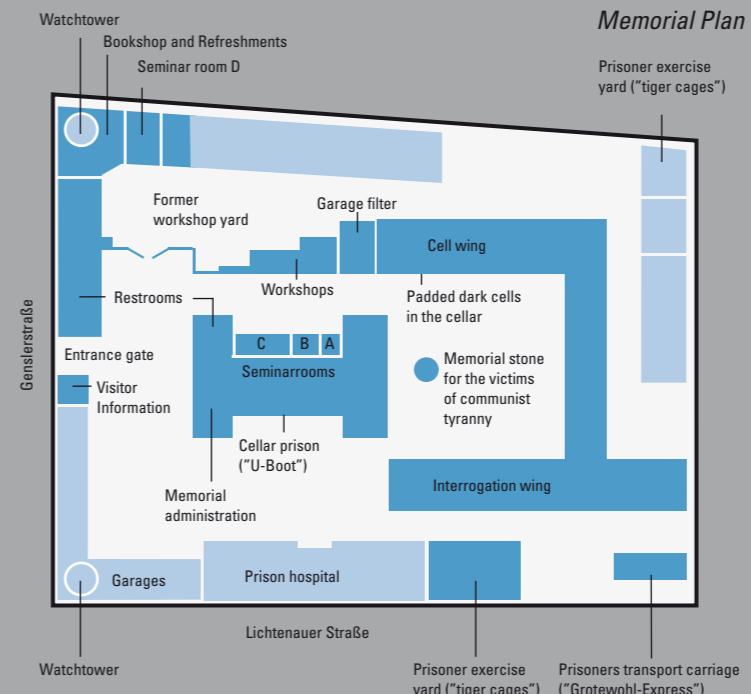 Memorial Plan
Watchtower
Bookshop and Refreshments
Seminar room D
Prisoner exercise
yard ("tiger cages")
Former
workshop yard
Garage filter
Cell wing
Workshops
Restrooms
Padded dark cells
in the cellar
Genslerstraße
Entrance gate
C
B
A
Seminarrooms
Memorial stone
for the victims
of communist
tyranny
Visitor
Information
Cellar prison
("U-Boot")
Memorial
administration
Interrogation wing
Garages
Prison hospital
Lichtenauer Straße
Watchtower
Prisoner exercise
yard ("tiger cages")
Prisoners transport carriage
("Grotewohl-Express")